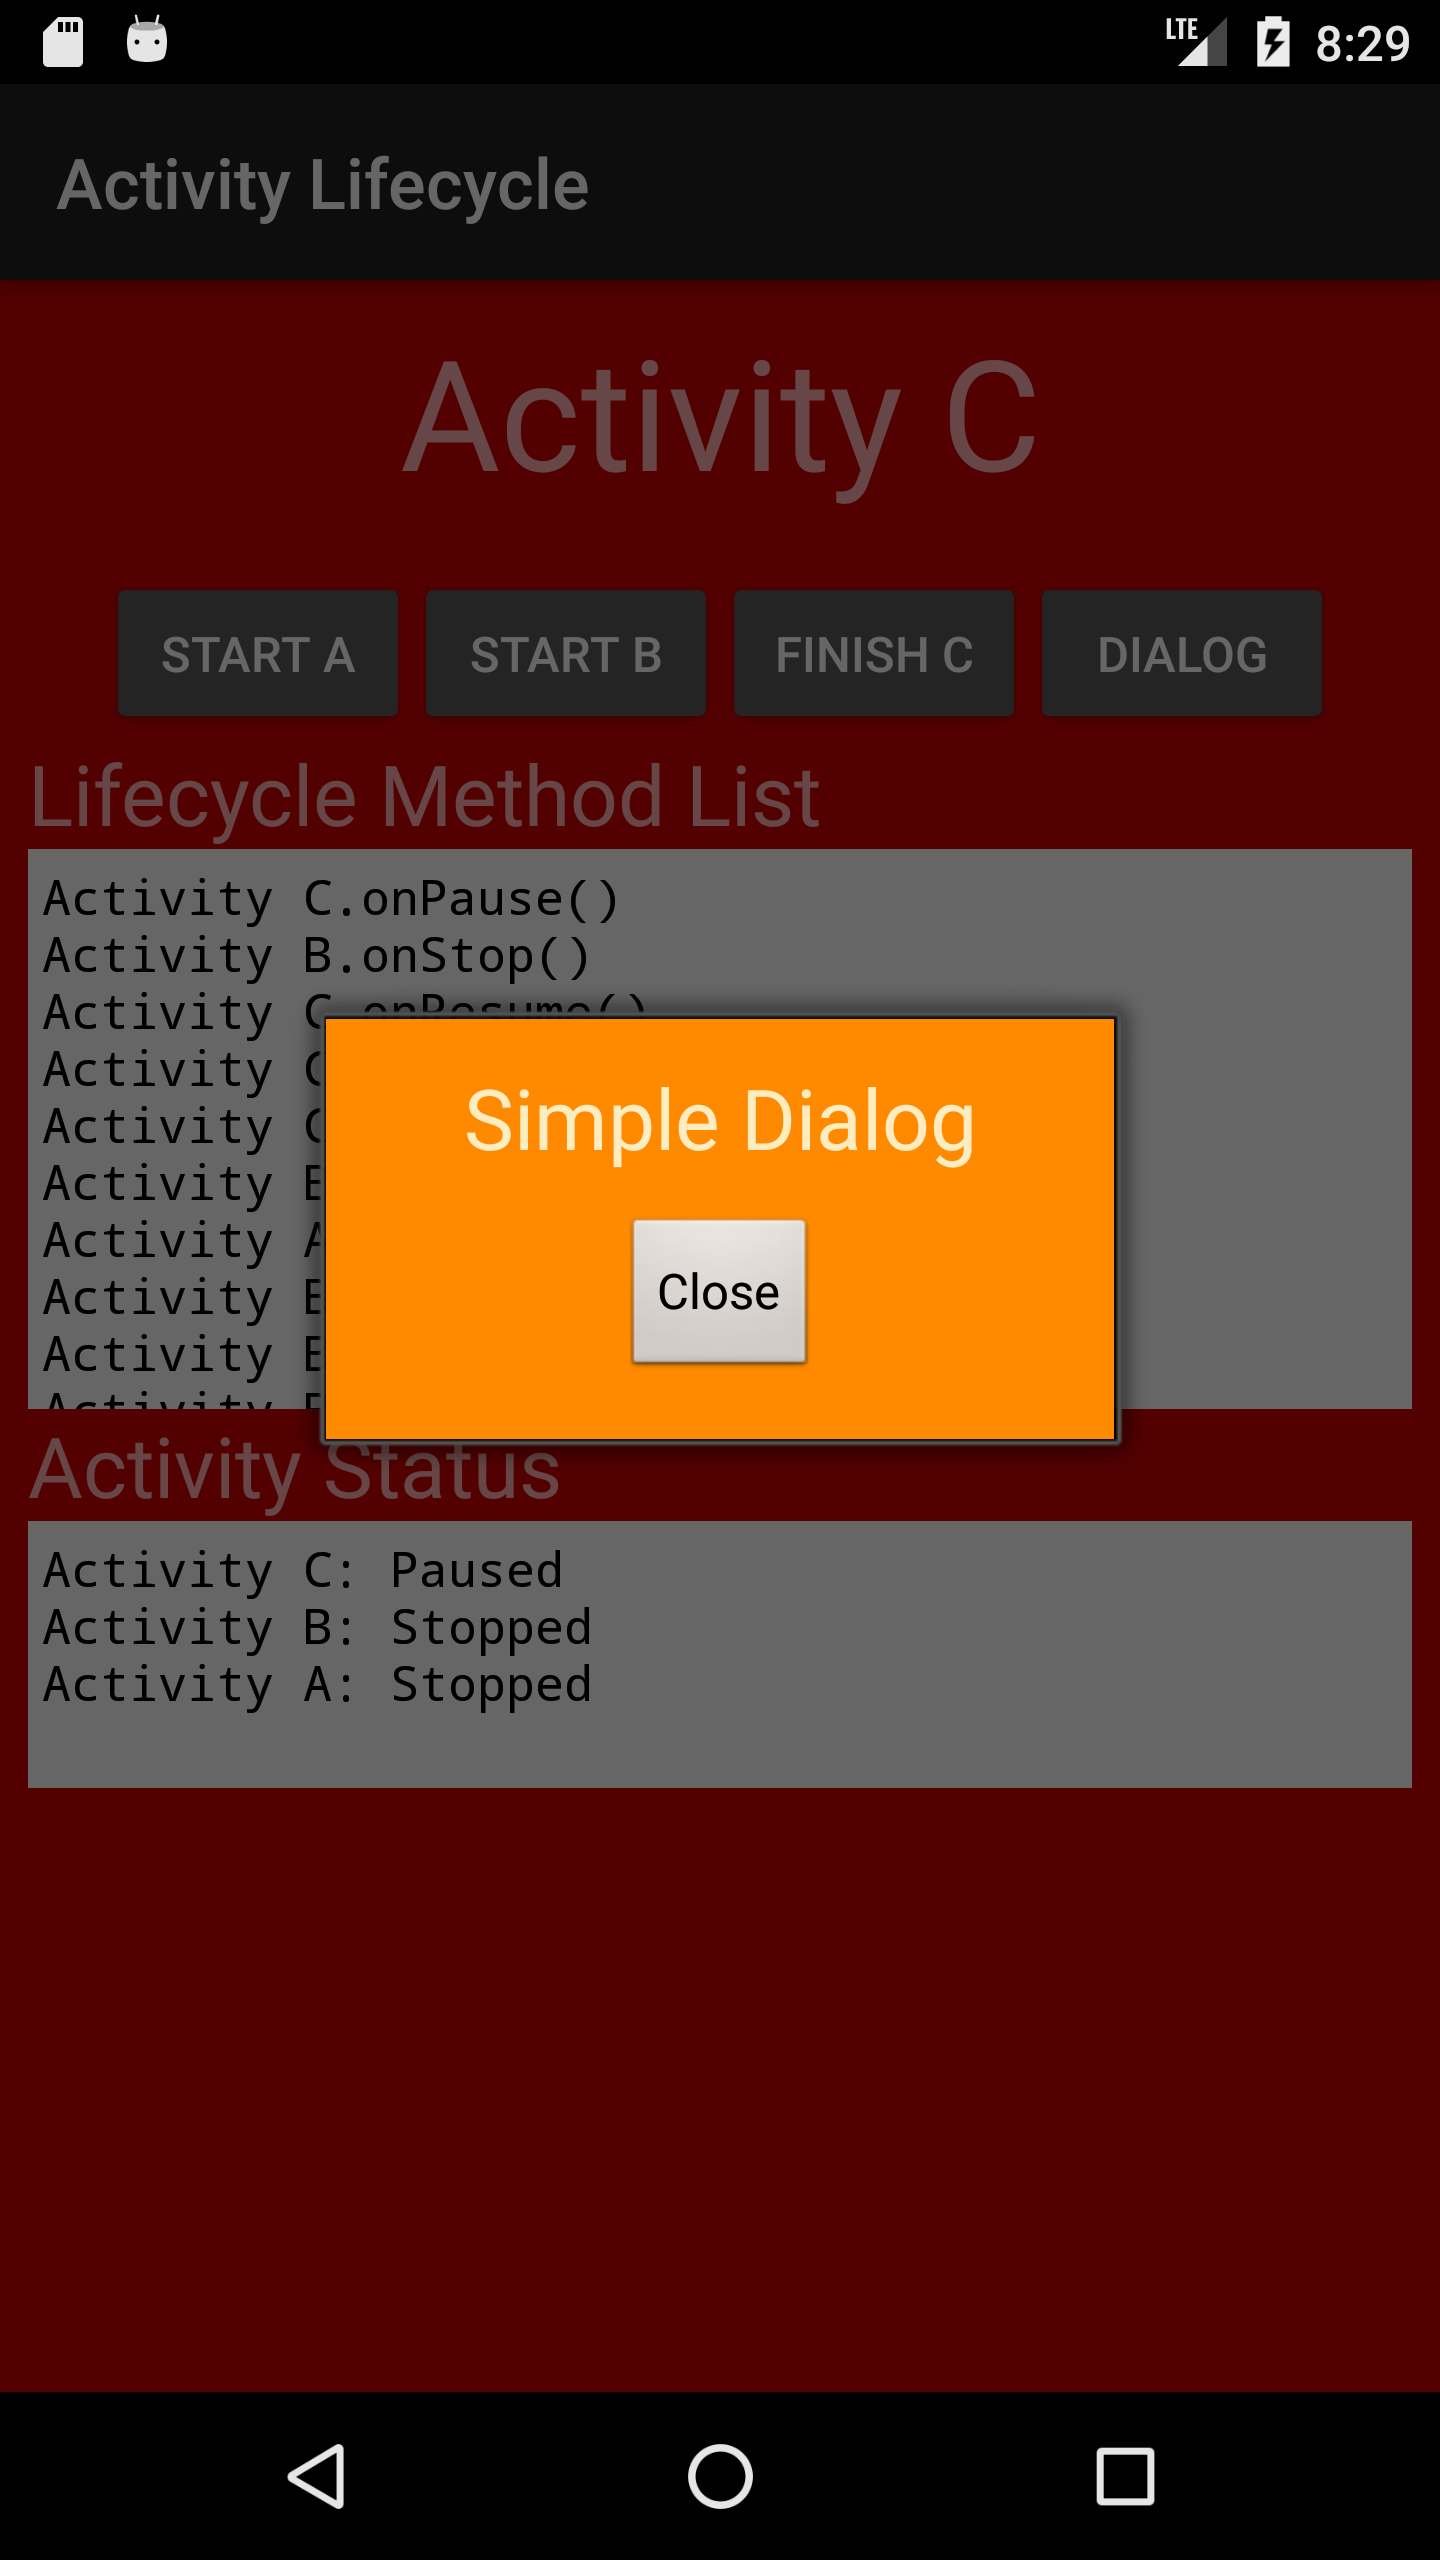 LTE 8:29
Activity Lifecycle
Activity C
START A START B FINISH C DIALOG
Lifecycle Method List
Activity C.onPause()
Activity B.onStop()
Activity C.onResume()
Activity
Activity
Activity
Activity
Activity
Activity
Activity
Simple Dialog
Close
Activity Status
Activity C: Paused
Activity B: Stopped
Activity A: Stopped